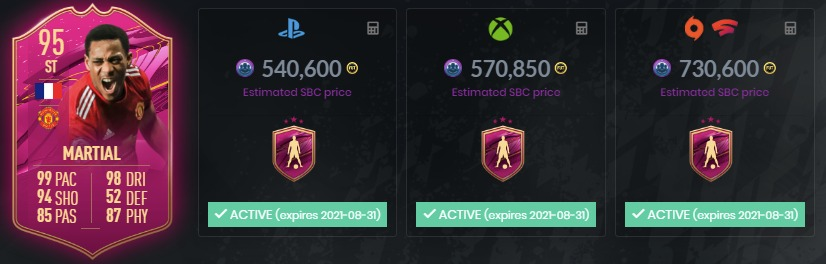 95
ST
MARTIAL
99 PAC 98 DRI
94 SHO 52 DEF
85 PAS 87 PHY
540,600
Estimated SBC price
ACTIVE (expires 2021-08-31)
570,850
Estimated SBC price
ACTIVE (expires 2021-08-31)
730,600
Estimated SBC price
ACTIVE (expires 2021-08-31)